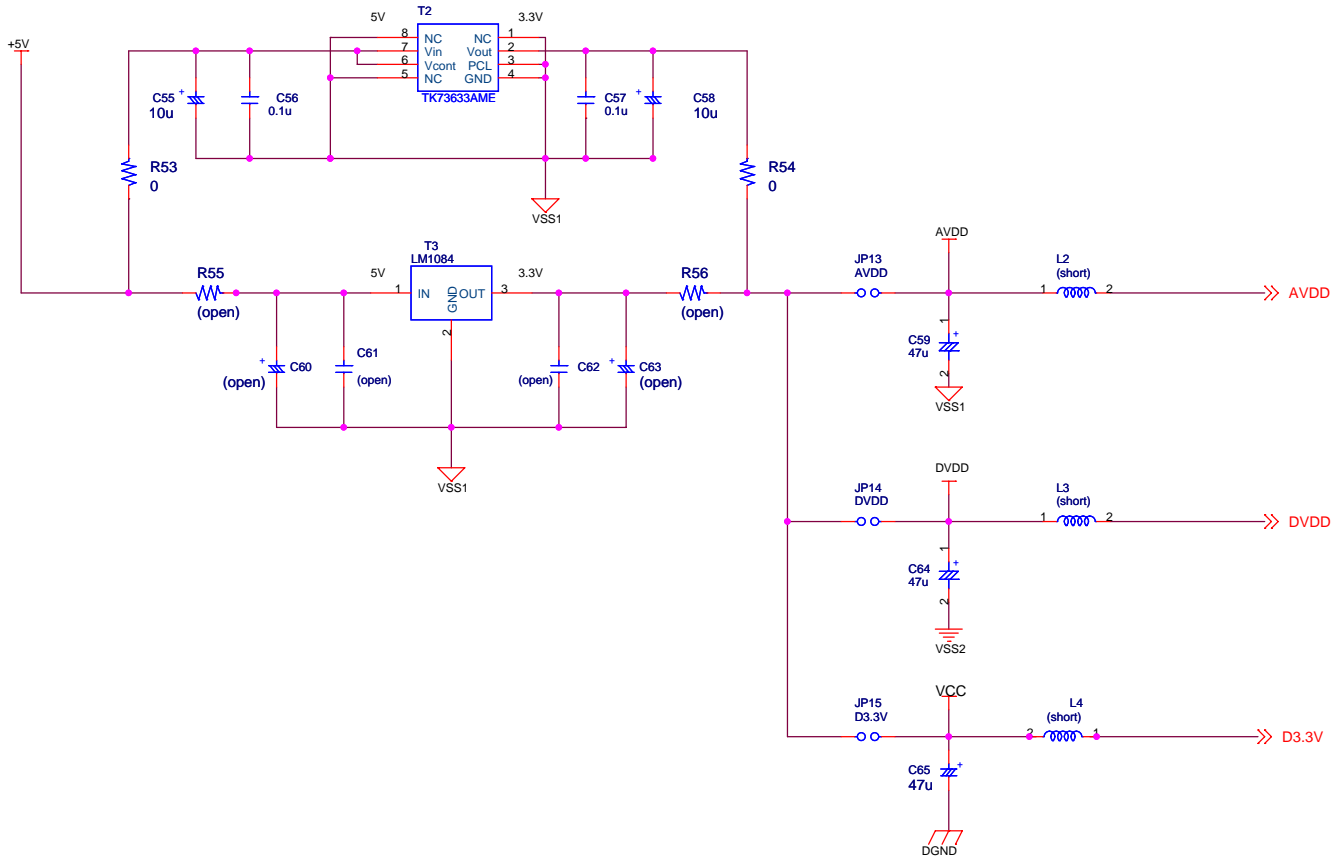 +5V
5V
T2
3.3V
8 NC NC 1
7 Vin Vout 2
6 Vcont PCL 3
5 NC GND 4
TK73633AME
C55 +
10u
C56
0.1u
C57
0.1u
+ C58
10u
R53
0
R54
0
VSS1
R55
(open)
5V
T3
LM1084
3.3V
1 IN GND OUT 3
2
R56
(open)
+ C60
(open)
C61
(open)
C62
(open)
+ C63
(open)
VSS1
JP13
AVDD
AVDD
L2
(short)
1 2
AVDD
1
C59 +
47u
2
VSS1
JP14
DVDD
DVDD
L3
(short)
1 2
DVDD
1
C64 +
47u
2
VSS2
JP15
D3.3V
VCC
L4
(short)
2 1
D3.3V
C65 +
47u
DGND